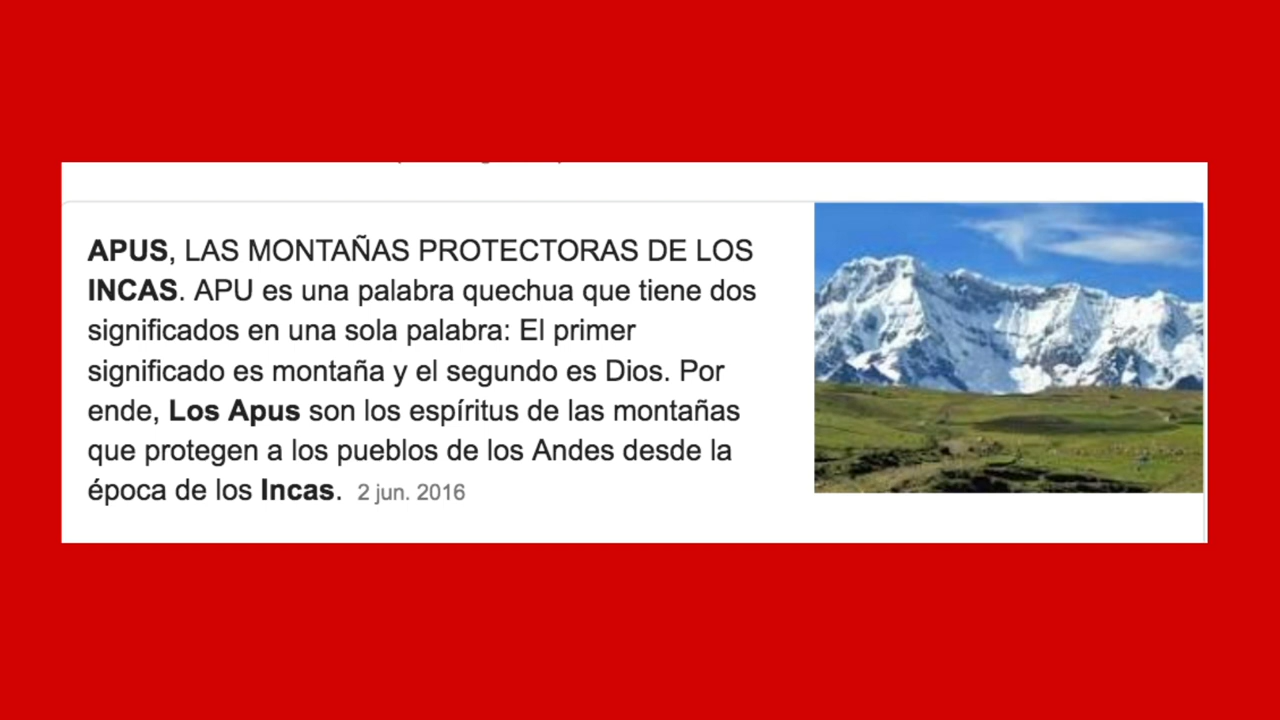 APUS, LAS MONTAÑAS PROTECTORAS DE LOS
INCAS. APU es una palabra quechua que tiene dos
significados en una sola palabra: El primer
significado es montaña y el segundo es Dios. Por
ende, Los Apus son los espíritus de las montañas
que protegen a los pueblos de los Andes desde la
época de los Incas. 2 jun. 2016